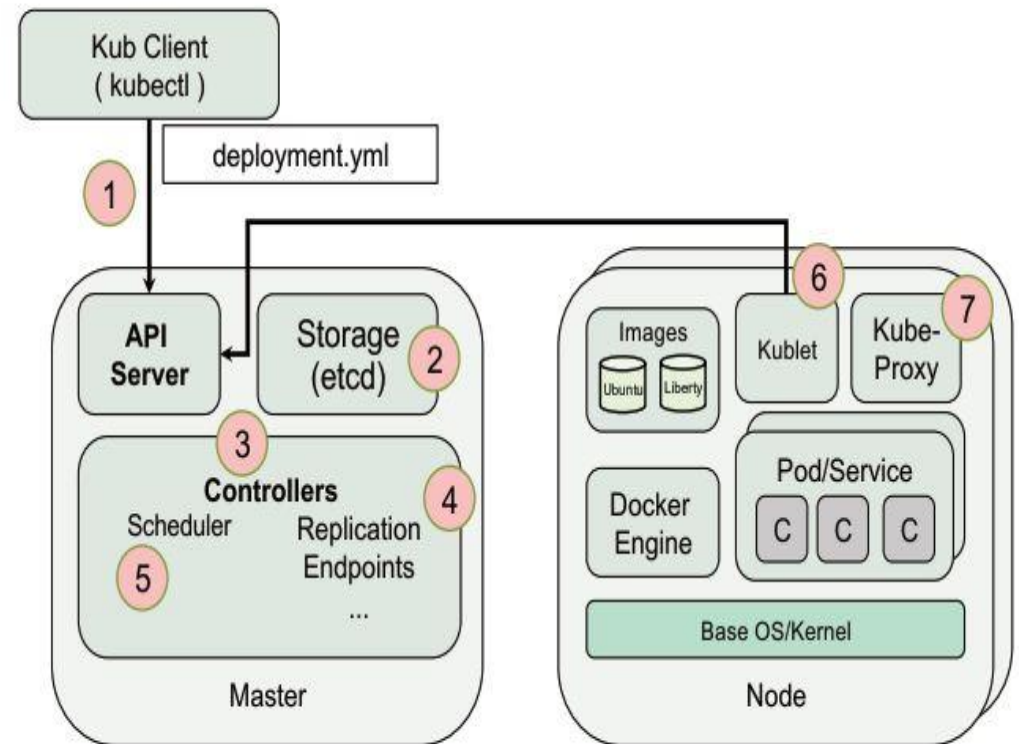 Kub Client
( kubectl )
deployment.yml
1
API
Server
Storage
(etcd)
2
3
Controllers
4
Scheduler
Replication
Endpoints
...
5
Master
6
7
Images
Ubuntu
Liberty
Kublet
Kube-
Proxy
Docker
Engine
Pod/Service
C C C
Base OS/Kernel
Node